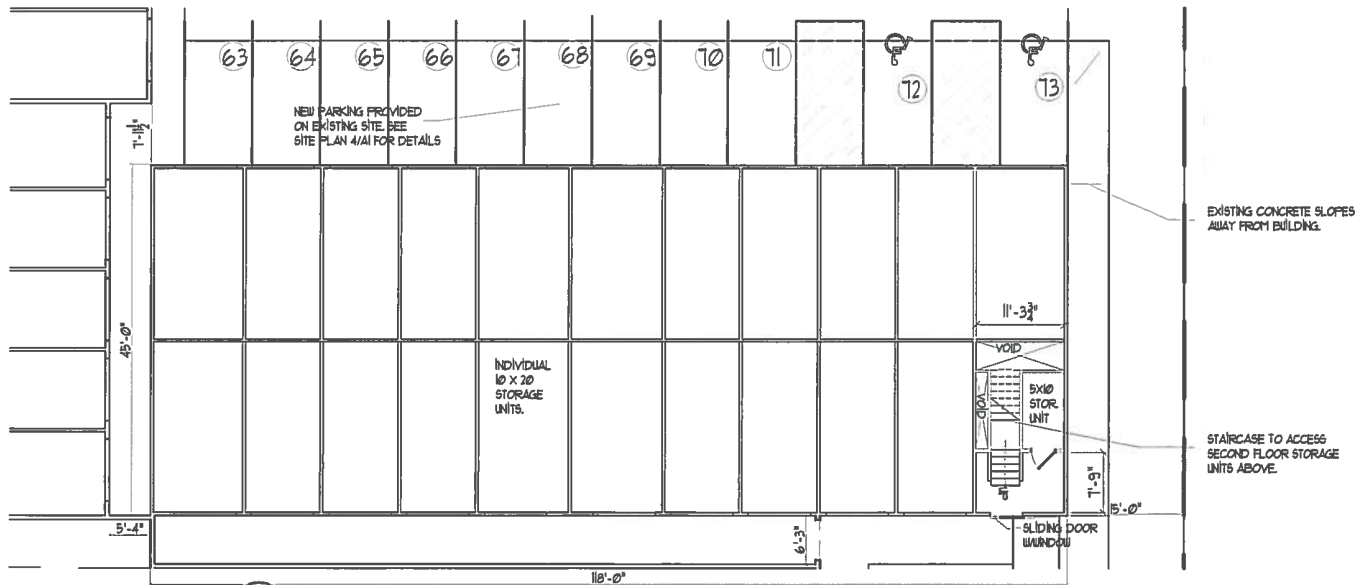 63
64
65
66
67
68
69
70
71
72
73
NEW PARKING PROVIDED
ON EXISTING SITE. SEE
SITE PLAN 4/A1 FOR DETAILS
7'-11½"
EXISTING CONCRETE SLOPES
AWAY FROM BUILDING.
11'-3¾"
45'-0"
VOID
INDIVIDUAL
10 X 20
STORAGE
UNITS.
VOID
5X10
STOR.
UNIT
STAIRCASE TO ACCESS
SECOND FLOOR STORAGE
UNITS ABOVE.
UP
7'-9"
15'-0"
5'-4"
6'-3"
SLIDING DOOR
W/WINDOW
118'-0"